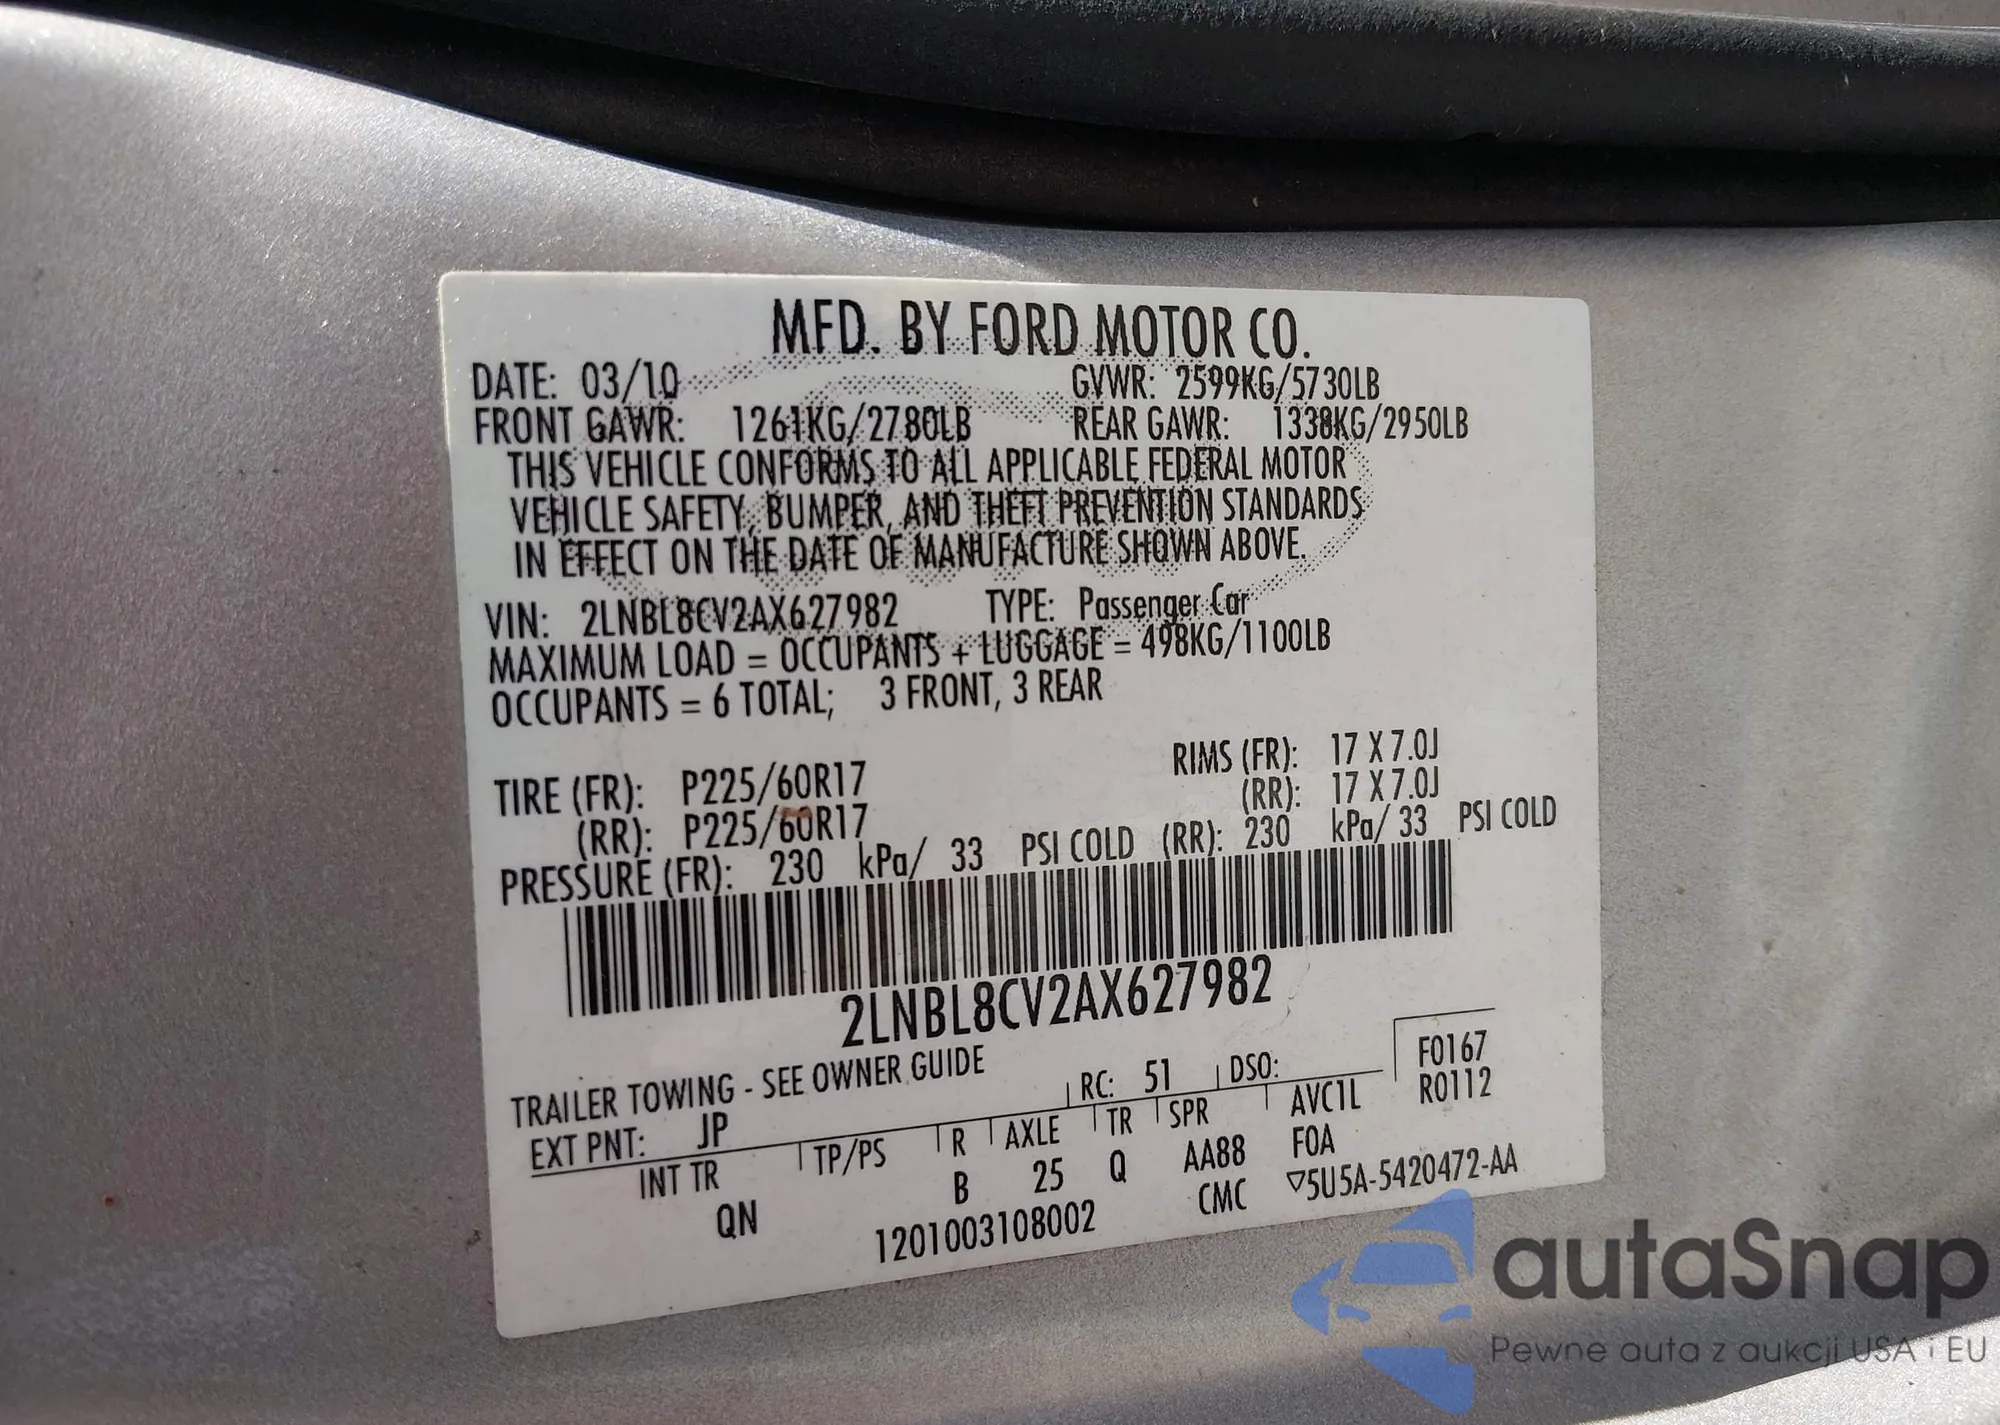 MFD. BY FORD MOTOR CO.
DATE: 03/10 GVWR: 2599KG/5730LB
FRONT GAWR: 1261KG/2780LB REAR GAWR: 1338KG/2950LB
THIS VEHICLE CONFORMS TO ALL APPLICABLE FEDERAL MOTOR
VEHICLE SAFETY, BUMPER, AND THEFT PREVENTION STANDARDS
IN EFFECT ON THE DATE OF MANUFACTURE SHOWN ABOVE.
VIN: 2LNBL8CV2AX627982 TYPE: Passenger Car
MAXIMUM LOAD = OCCUPANTS + LUGGAGE = 498KG/1100LB
OCCUPANTS = 6 TOTAL; 3 FRONT, 3 REAR
TIRE (FR): P225/60R17 RIMS (FR): 17 X 7.0J
(RR): P225/60R17 (RR): 17 X 7.0J
PRESSURE (FR): 230 kPa/ 33 PSI COLD (RR): 230 kPa/ 33 PSI COLD
2LNBL8CV2AX627982
TRAILER TOWING - SEE OWNER GUIDE
F0167
EXT PNT: JP RC: 51 DSO: R0112
INT TR TP/PS R AXLE TR SPR AVC1L
QN B 25 Q AA88 FOA
1201003108002 CMC ▽5U5A-5420472-AA
autaSnap
Pewne auta z aukcji USA i EU